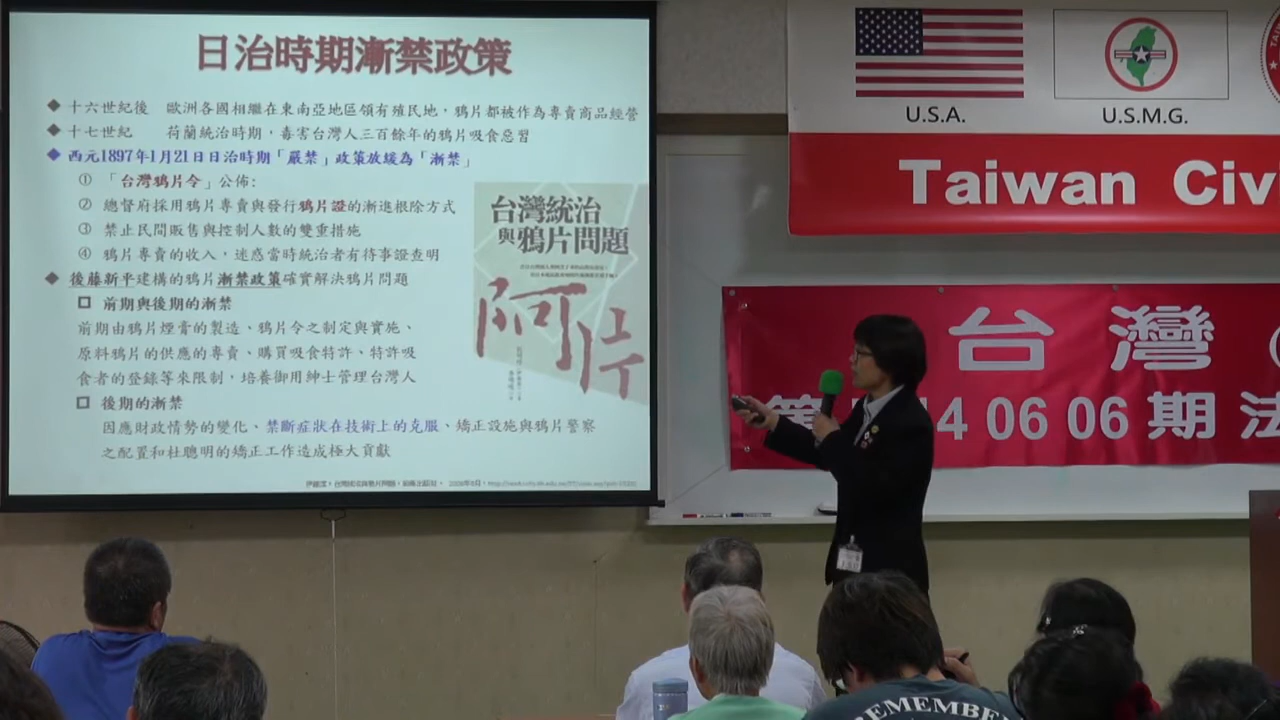 日治時期漸禁政策
◆ 十六世紀後 歐洲各國相繼在東南亞地區領有殖民地，鴉片都被作為專賣商品經營
◆ 十七世紀 荷蘭統治時期，毒害台灣人三百餘年的鴉片吸食惡習
◆ 西元1897年1月21日日治時期「嚴禁」政策放緩為「漸禁」
① 「台灣鴉片令」公佈:
② 總督府採用鴉片專賣與發行鴉片證的漸進根除方式
③ 禁止民間販售與控制人數的雙重措施
④ 鴉片專賣的收入，迷惑當時統治者有待事證查明
◆ 後藤新平建構的鴉片漸禁政策確實解決鴉片問題
□ 前期與後期的漸禁
前期由鴉片煙膏的製造、鴉片令之制定與實施、
原料鴉片的供應的專賣、購買吸食特許、特許吸
食者的登錄等來限制，培養御用紳士管理台灣人
□ 後期的漸禁
因應財政情勢的變化、禁斷症狀在技術上的克服、矯正設施與鴉片警察
之配置和杜聰明的矯正工作造成極大貢獻
台灣統治
與鴉片問題
阿片
U.S.A.
U.S.M.G.
Taiwan Civ
台灣
第 14 06 06 期法
REMEMBER